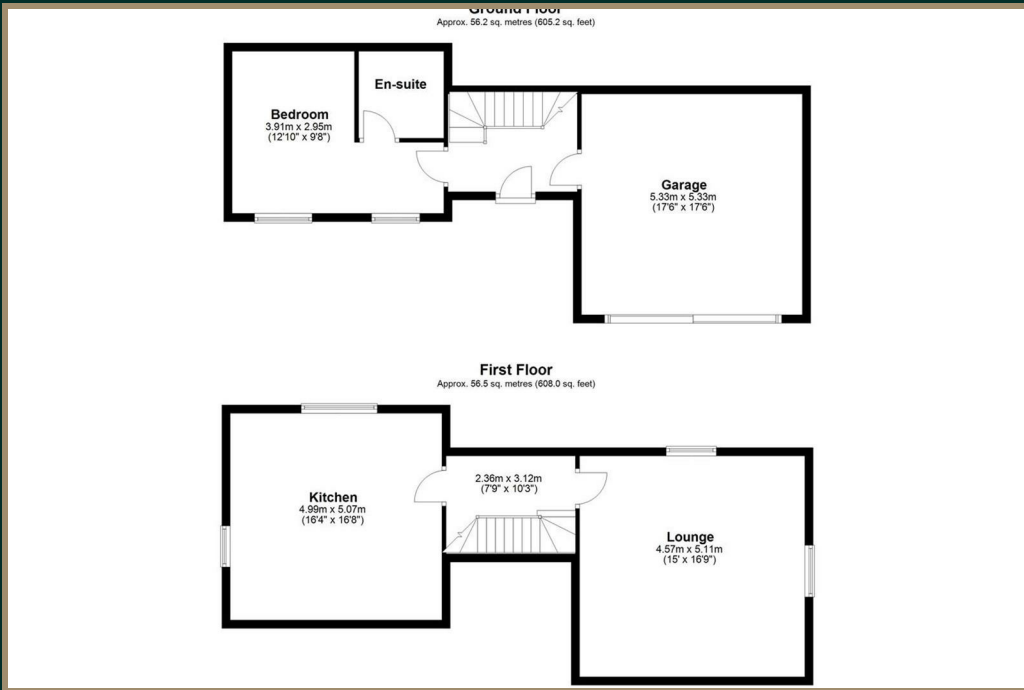 Ground Floor
Approx. 56.2 sq. metres (605.2 sq. feet)
En-suite
Bedroom
3.91m x 2.95m
(12'10" x 9'8")
Garage
5.33m x 5.33m
(17'6" x 17'6")
First Floor
Approx. 56.5 sq. metres (608.0 sq. feet)
2.36m x 3.12m
(7'9" x 10'3")
Kitchen
4.99m x 5.07m
(16'4" x 16'8")
Lounge
4.57m x 5.11m
(15' x 16'9")